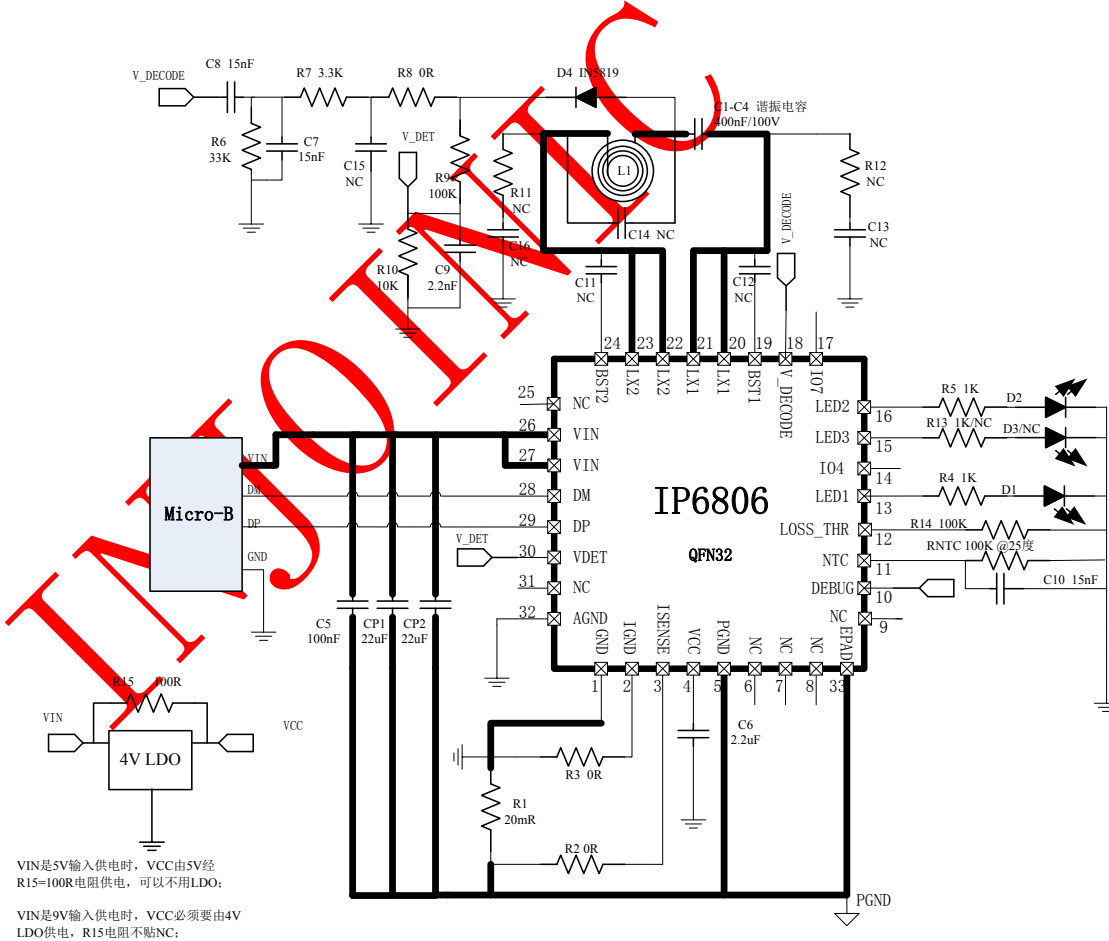 INJOINIC
C8 15nF
V_DECODE
R7 3.3K
R8 0R
D4 IN5819
C1-C4 谐振电容
400nF/100V
R6
33K
C7
15nF
C15
NC
V_DET
R9
100K
R11
NC
C16
NC
L1
C14 NC
R12
NC
C13
NC
V_DECODE
R10
10K
C9
2.2nF
C11
NC
C12
NC
24
23
22
21
20
19
18
17
BST2
LX2
LX2
LX1
LX1
BST1
V_DECODE
IO7
25
NC
26
VIN
27
VIN
28
DM
29
DP
30
VDET
31
NC
32
AGND
V_DET
IP6806
QFN32
LED2
16
LED3
15
IO4
14
LED1
13
LOSS_THR
12
NTC
11
DEBUG
10
NC
9
R5 1K
D2
R13 1K/NC
D3/NC
R4 1K
D1
R14 100K
RNTC 100K @25度
C10 15nF
Micro-B
VIN
DM
DP
GND
C5
100nF
CP1
22uF
CP2
22uF
GND
IGND
ISENSE
VCC
PGND
NC
NC
NC
EPAD
1
2
3
4
5
6
7
8
33
R15 100R
VIN
VCC
4V LDO
C6
2.2uF
R3 0R
R1
20mR
R2 0R
PGND
VIN是5V输入供电时，VCC由5V经
R15=100R电阻供电，可以不用LDO；
VIN是9V输入供电时，VCC必须要由4V
LDO供电，R15电阻不贴NC；